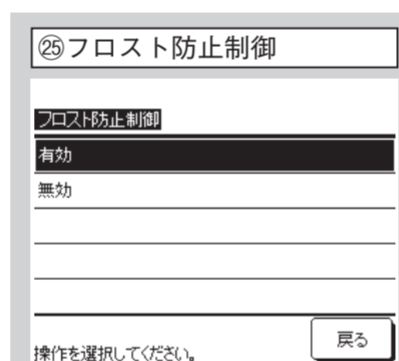 ㉕フロスト防止制御
フロスト防止制御
有効
無効
操作を選択してください。
戻る